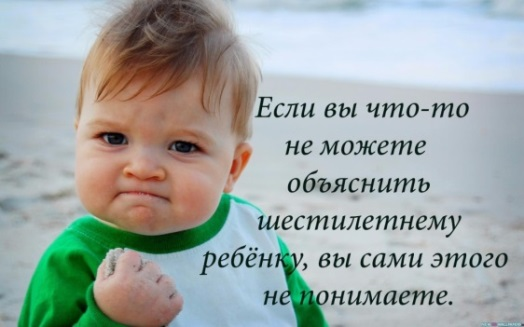 Если вы что-то
не можете
объяснить
шестилетнему
ребёнку, вы сами этого
не понимаете.